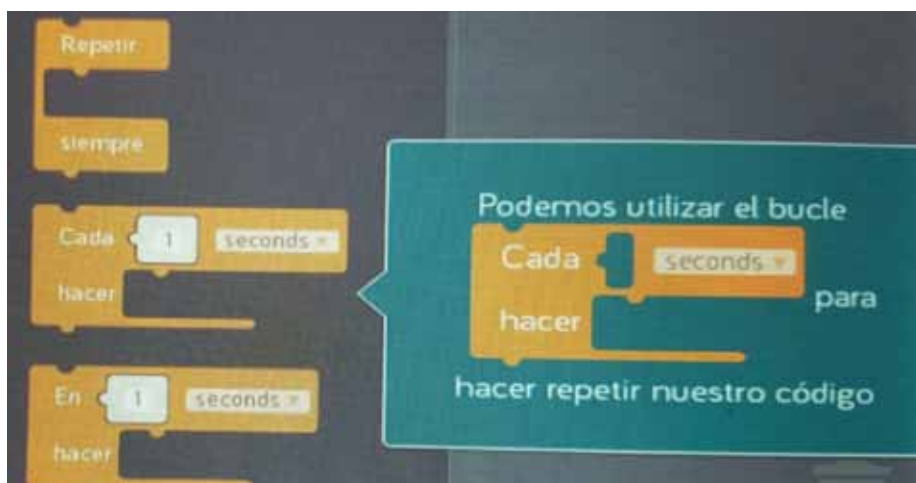 Repetir
siempre
Cada 1 seconds
hacer
En 1 seconds
hacer
Podemos utilizar el bucle
Cada seconds
hacer
para
hacer repetir nuestro código